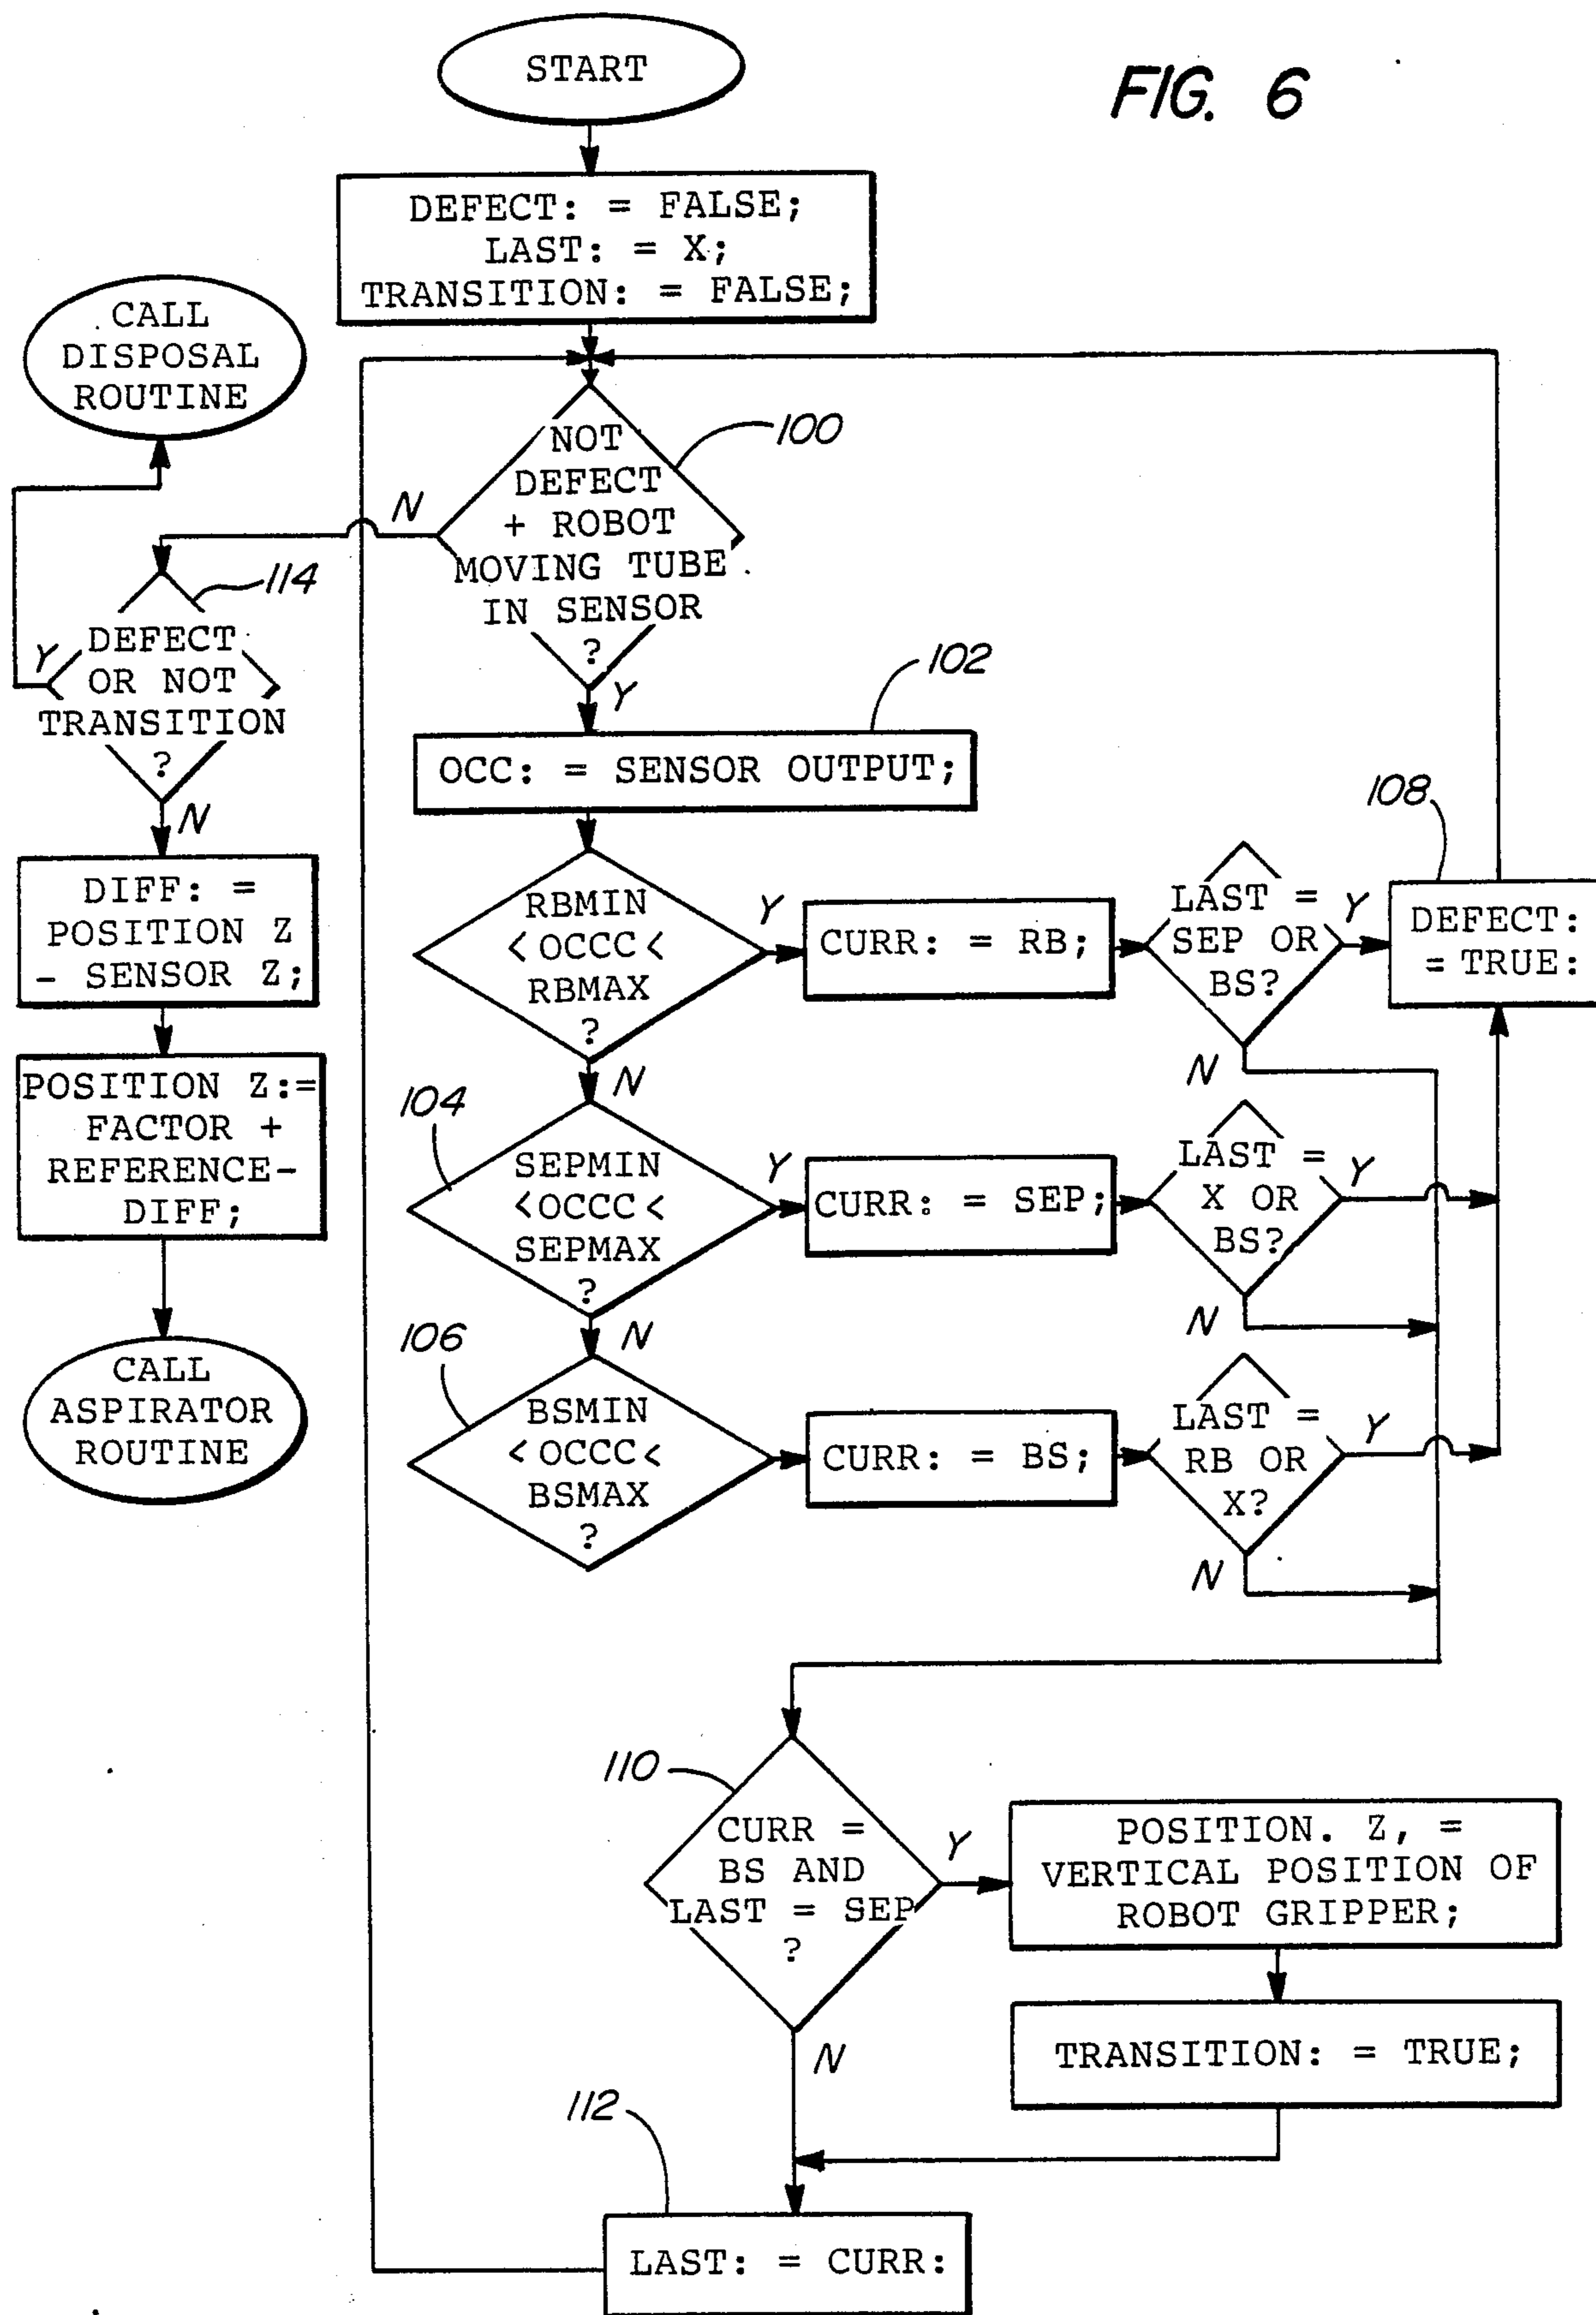 FIG. 6
START
DEFECT: = FALSE;
LAST: = X;
TRANSITION: = FALSE;
CALL
DISPOSAL
ROUTINE
NOT
DEFECT
+ ROBOT
MOVING TUBE
IN SENSOR
?
100
N
Y
114
DEFECT
OR NOT
TRANSITION
?
Y
N
102
OCC: = SENSOR OUTPUT;
DIFF: =
POSITION Z
- SENSOR Z;
POSITION Z:=
FACTOR +
REFERENCE-
DIFF;
CALL
ASPIRATOR
ROUTINE
RBMIN
< OCCC <
RBMAX
?
Y
N
CURR: = RB;
LAST =
SEP OR
BS?
Y
N
108
DEFECT:
= TRUE:
104
SEPMIN
< OCCC <
SEPMAX
?
Y
N
CURR: = SEP;
LAST =
X OR
BS?
Y
N
106
BSMIN
< OCCC <
BSMAX
?
CURR: = BS;
LAST =
RB OR
X?
Y
N
110
CURR =
BS AND
LAST = SEP
?
Y
N
POSITION. Z, =
VERTICAL POSITION OF
ROBOT GRIPPER;
TRANSITION: = TRUE;
112
LAST: = CURR: